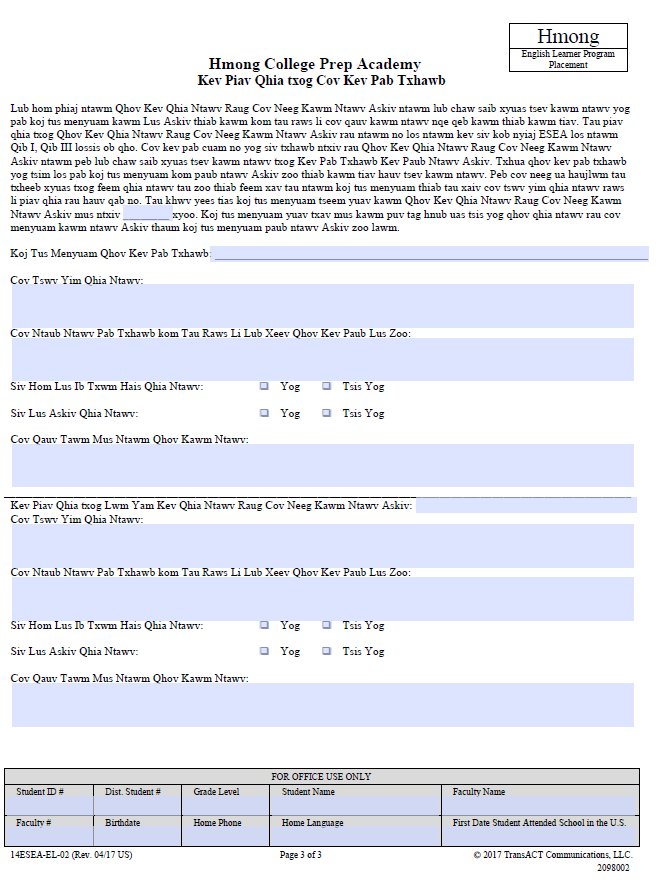 Hmong
English Learner Program
Placement
Hmong College Prep Academy
Kev Piav Qhia txog Cov Kev Pab Txhawb
Lub hom phiaj ntawm Qhov Kev Qhia Ntawv Raug Cov Neeg Kawm Ntawv Askiv ntawm lub chaw saib xyuas tsev kawm ntawv yog
pab koj tus menyuam kawm Lus Askiv thiab kawm kom tau raws li cov qauv kawm ntawv nqe qeb kawm thiab kawm tiav. Tau piav
qhia txog Qhov Kev Qhia Ntawv Raug Cov Neeg Kawm Ntawv Askiv rau ntawm no los ntawm kev siv kob nyiaj ESEA los ntawm
Qib I, Qib III lossis ob qho. Cov kev pab cuam no yog siv txhawb ntxiv rau Qhov Kev Qhia Ntawv Raug Cov Neeg Kawm
Ntawv Askiv ntawm peb lub chaw saib xyuas tsev kawm ntawv txog Kev Pab Txhawb Kev Paub Ntawv Askiv. Txhua qhov kev pab txhawb
yog tsim los pab koj tus menyuam kom paub ntawv Askiv zoo thiab kawm tiav hauv tsev kawm ntawv. Peb cov neeg ua haujlwm tau
txheeb xyuas txog feem qhia ntawv tau zoo thiab feem xav tau ntawm koj tus menyuam thiab tau xaiv cov tswv yim qhia ntawv raws
li piav qhia rau hauv qab no. Tau khwv yees tias koj tus menyuam tseem yuav kawm Qhov Kev Qhia Ntawv Raug Cov Neeg Kawm
Ntawv Askiv mus ntxiv ________ xyoo. Koj tus menyuam yuav txav mus kawm puv tag hnub uas tsis yog qhov qhia ntawv rau cov
menyuam kawm ntawv Askiv thaum koj tus menyuam paub ntawv Askiv zoo lawm.
Koj Tus Menyuam Qhov Kev Pab Txhawb:
Cov Tswv Yim Qhia Ntawv:
Cov Ntaub Ntawv Pab Txhawb kom Tau Raws Li Lub Xeev Qhov Kev Paub Lus Zoo:
Siv Hom Lus Ib Txwm Hais Qhia Ntawv: Yog Tsis Yog
Siv Lus Askiv Qhia Ntawv: Yog Tsis Yog
Cov Qauv Tawm Mus Ntawm Qhov Kawm Ntawv:
Kev Piav Qhia txog Lwm Yam Kev Qhia Ntawv Raug Cov Neeg Kawm Ntawv Askiv:
Cov Tswv Yim Qhia Ntawv:
Cov Ntaub Ntawv Pab Txhawb kom Tau Raws Li Lub Xeev Qhov Kev Paub Lus Zoo:
Siv Hom Lus Ib Txwm Hais Qhia Ntawv: Yog Tsis Yog
Siv Lus Askiv Qhia Ntawv: Yog Tsis Yog
Cov Qauv Tawm Mus Ntawm Qhov Kawm Ntawv:
FOR OFFICE USE ONLY
Student ID # Dist. Student # Grade Level Student Name Faculty Name
Faculty # Birthdate Home Phone Home Language First Date Student Attended School in the U.S.
14ESEA-EL-02 (Rev. 04/17 US) Page 3 of 3 © 2017 TransACT Communications, LLC.
2098002